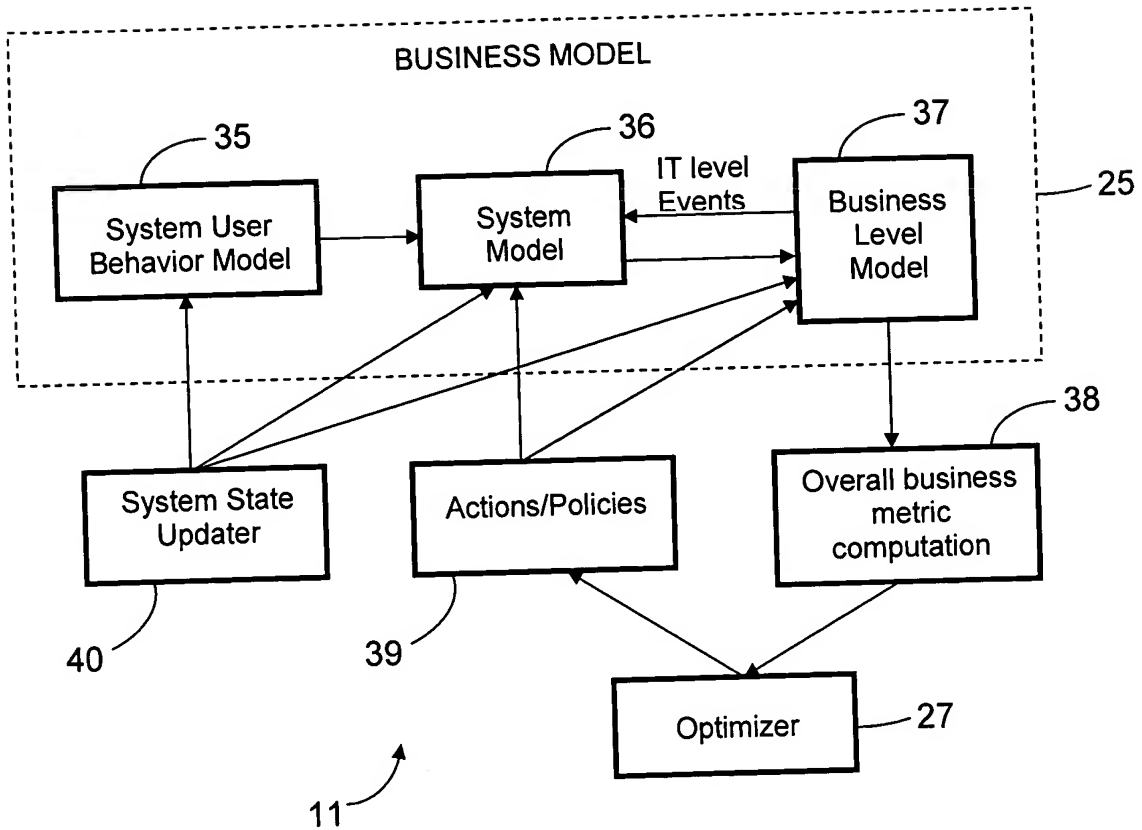 BUSINESS MODEL
35
36
37
25
System User
Behavior Model
System
Model
IT level
Events
Business
Level
Model
38
System State
Updater
Actions/Policies
Overall business
metric
computation
40
39
Optimizer
27
11